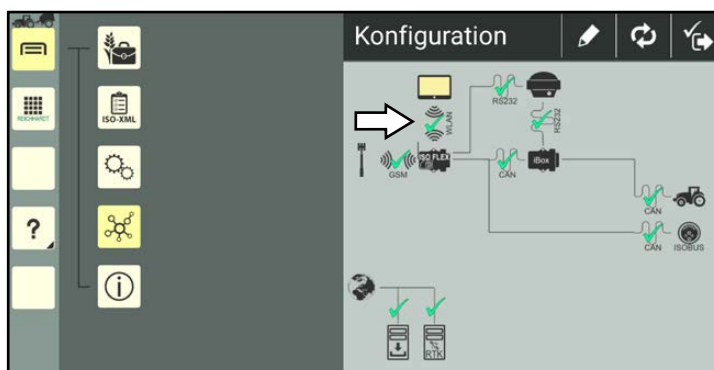 Konfiguration
REICHHARDT
ISO-XML
?
RS232
WLAN
RS232
GSM
ISO FLEX
CAN
iBox
CAN
CAN
ISOBUS
RTK